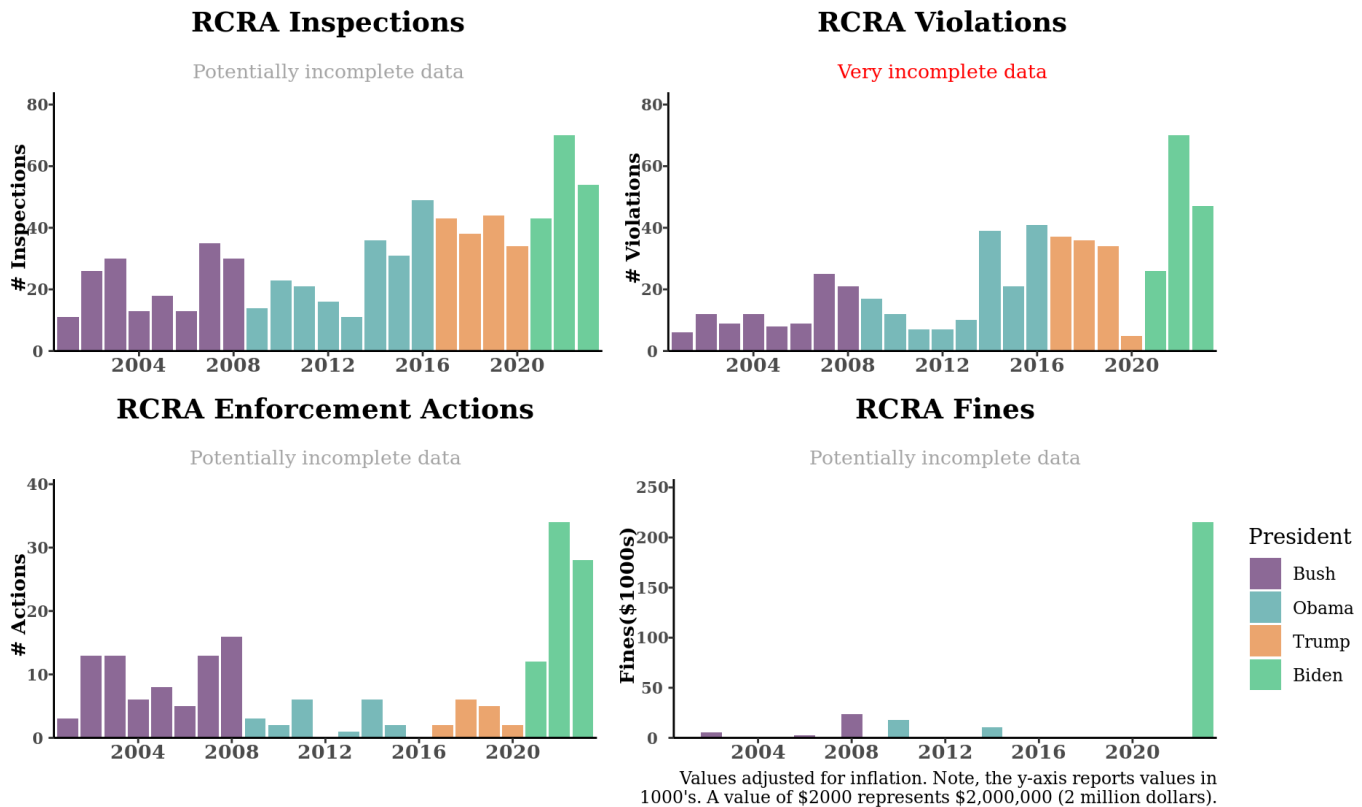 RCRA Inspections
Potentially incomplete data
# Inspections
80
60
40
20
0
2004 2008 2012 2016 2020
RCRA Violations
Very incomplete data
# Violations
80
60
40
20
0
2004 2008 2012 2016 2020
RCRA Enforcement Actions
Potentially incomplete data
# Actions
40
30
20
10
0
2004 2008 2012 2016 2020
RCRA Fines
Potentially incomplete data
Fines($1000s)
250
200
150
100
50
0
2004 2008 2012 2016 2020
President
Bush
Obama
Trump
Biden
Values adjusted for inflation. Note, the y-axis reports values in
1000's. A value of $2000 represents $2,000,000 (2 million dollars).